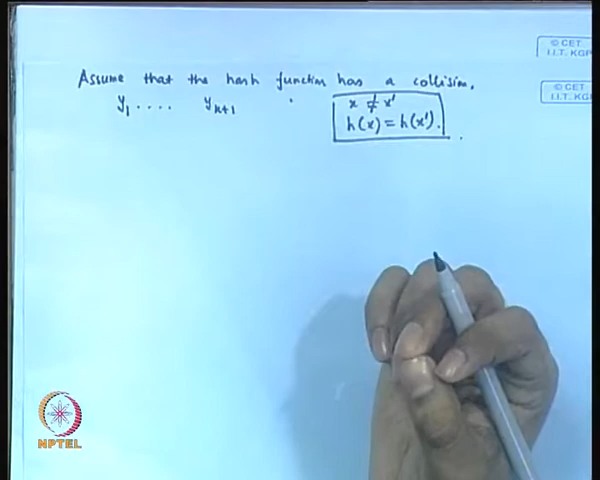 © CET
I.I.T. KGP
Assume that the hash function has a collision.
© CET
I.I.T. KGP
y₁ .... yₖ₊₁
x ≠ x'
h(x) = h(x').
NPTEL